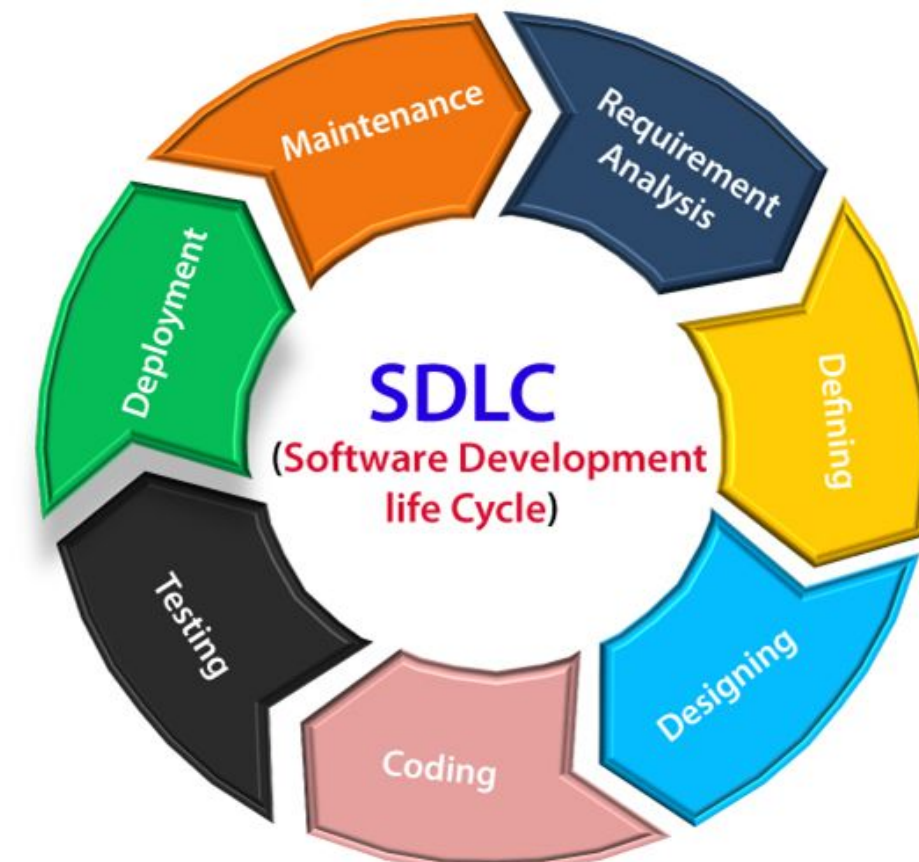 SDLC
(Software Development
life Cycle)
Requirement
Analysis
Defining
Designing
Coding
Testing
Deployment
Maintenance